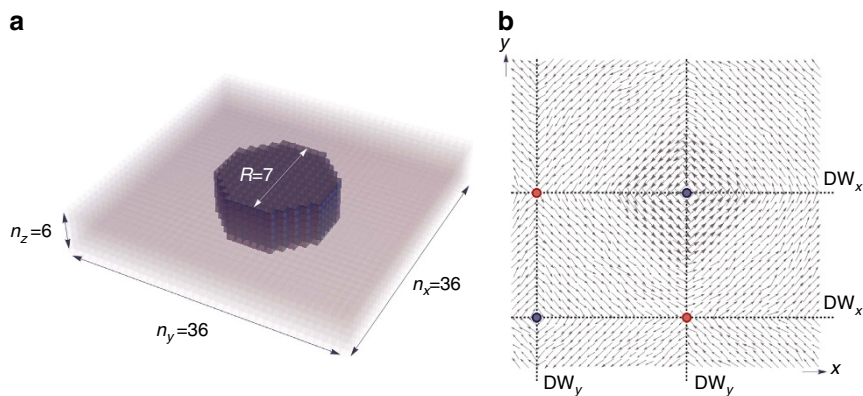 a
R=7
n_z=6
n_y=36
n_x=36
b
y
DW_x
DW_x
x
DW_y
DW_y